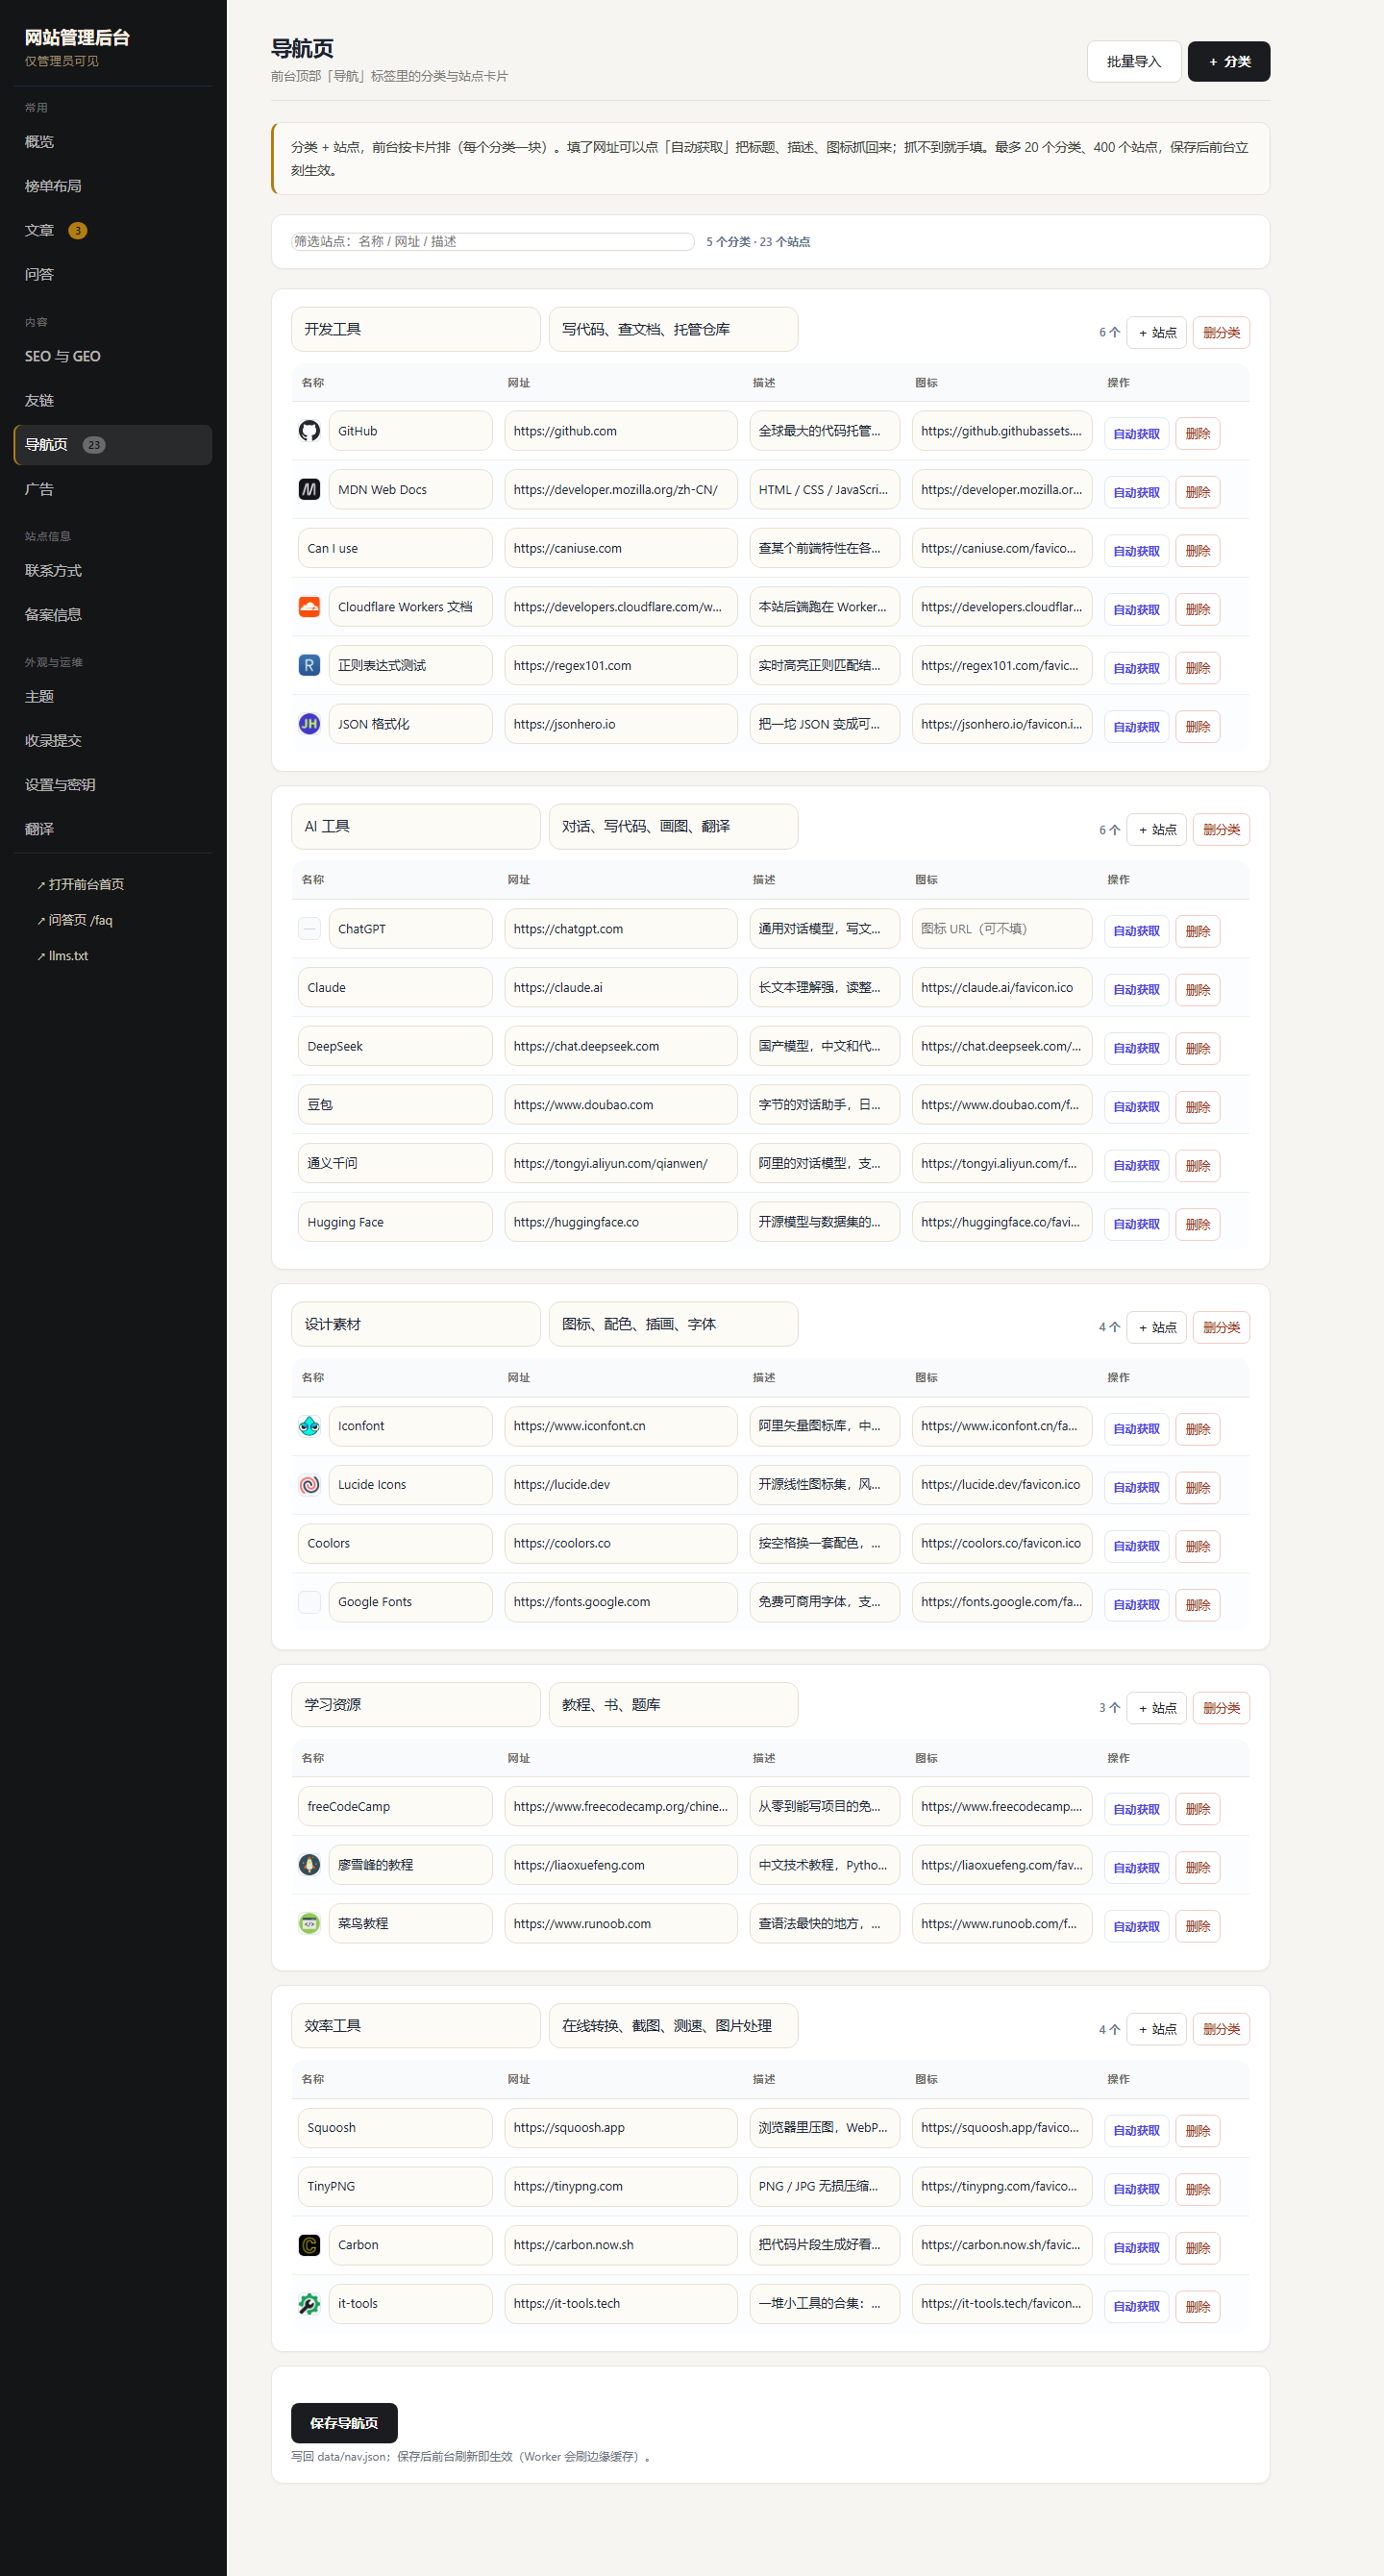 网站管理后台
仅管理员可见
常用
概览
榜单布局
文章 3
问答
内容
SEO 与 GEO
友链
导航页 23
广告
站点信息
联系方式
备案信息
外观与运维
主题
收录提交
设置与密钥
翻译
↗ 打开前台首页
↗ 问答页 /faq
↗ llms.txt
导航页
前台顶部「导航」标签里的分类与站点卡片
批量导入
+ 分类
分类 + 站点，前台按卡片排（每个分类一块）。填了网址可以点「自动获取」把标题、描述、图标抓回来；抓不到就手填。最多 20 个分类、400 个站点，保存后前台立
刻生效。
筛选站点：名称 / 网址 / 描述
5 个分类 · 23 个站点
开发工具 写代码、查文档、托管仓库 6 个 + 站点 删分类
名称 网址 描述 图标 操作
GitHub https://github.com 全球最大的代码托管... https://github.githubassets.... 自动获取 删除
MDN Web Docs https://developer.mozilla.org/zh-CN/ HTML / CSS / JavaScri... https://developer.mozilla.or... 自动获取 删除
Can I use https://caniuse.com 查某个前端特性在各... https://caniuse.com/favico... 自动获取 删除
Cloudflare Workers 文档 https://developers.cloudflare.com/w... 本站后端跑在 Worker... https://developers.cloudflar... 自动获取 删除
正则表达式测试 https://regex101.com 实时高亮正则匹配结... https://regex101.com/favic... 自动获取 删除
JSON 格式化 https://jsonhero.io 把一坨 JSON 变成可... https://jsonhero.io/favicon.i... 自动获取 删除
AI 工具 对话、写代码、画图、翻译 6 个 + 站点 删分类
名称 网址 描述 图标 操作
ChatGPT https://chatgpt.com 通用对话模型，写文... 图标 URL（可不填） 自动获取 删除
Claude https://claude.ai 长文本理解强，读整... https://claude.ai/favicon.ico 自动获取 删除
DeepSeek https://chat.deepseek.com 国产模型，中文和代... https://chat.deepseek.com/... 自动获取 删除
豆包 https://www.doubao.com 字节的对话助手，日... https://www.doubao.com/f... 自动获取 删除
通义千问 https://tongyi.aliyun.com/qianwen/ 阿里的对话模型，支... https://tongyi.aliyun.com/f... 自动获取 删除
Hugging Face https://huggingface.co 开源模型与数据集的... https://huggingface.co/favi... 自动获取 删除
设计素材 图标、配色、插画、字体 4 个 + 站点 删分类
名称 网址 描述 图标 操作
Iconfont https://www.iconfont.cn 阿里矢量图标库，中... https://www.iconfont.cn/fa... 自动获取 删除
Lucide Icons https://lucide.dev 开源线性图标集，风... https://lucide.dev/favicon.ico 自动获取 删除
Coolors https://coolors.co 按空格换一套配色，... https://coolors.co/favicon.ico 自动获取 删除
Google Fonts https://fonts.google.com 免费可商用字体，支... https://fonts.google.com/fa... 自动获取 删除
学习资源 教程、书、题库 3 个 + 站点 删分类
名称 网址 描述 图标 操作
freeCodeCamp https://www.freecodecamp.org/chine... 从零到能写项目的免... https://www.freecodecamp.... 自动获取 删除
廖雪峰的教程 https://liaoxuefeng.com 中文技术教程，Pytho... https://liaoxuefeng.com/fav... 自动获取 删除
菜鸟教程 https://www.runoob.com 查语法最快的地方，... https://www.runoob.com/f... 自动获取 删除
效率工具 在线转换、截图、测速、图片处理 4 个 + 站点 删分类
名称 网址 描述 图标 操作
Squoosh https://squoosh.app 浏览器里压图，WebP... https://squoosh.app/favico... 自动获取 删除
TinyPNG https://tinypng.com PNG / JPG 无损压缩... https://tinypng.com/favico... 自动获取 删除
Carbon https://carbon.now.sh 把代码片段生成好看... https://carbon.now.sh/favic... 自动获取 删除
it-tools https://it-tools.tech 一堆小工具的合集：... https://it-tools.tech/favicon... 自动获取 删除
保存导航页
写回 data/nav.json；保存后前台刷新即生效（Worker 会刷边缘缓存）。